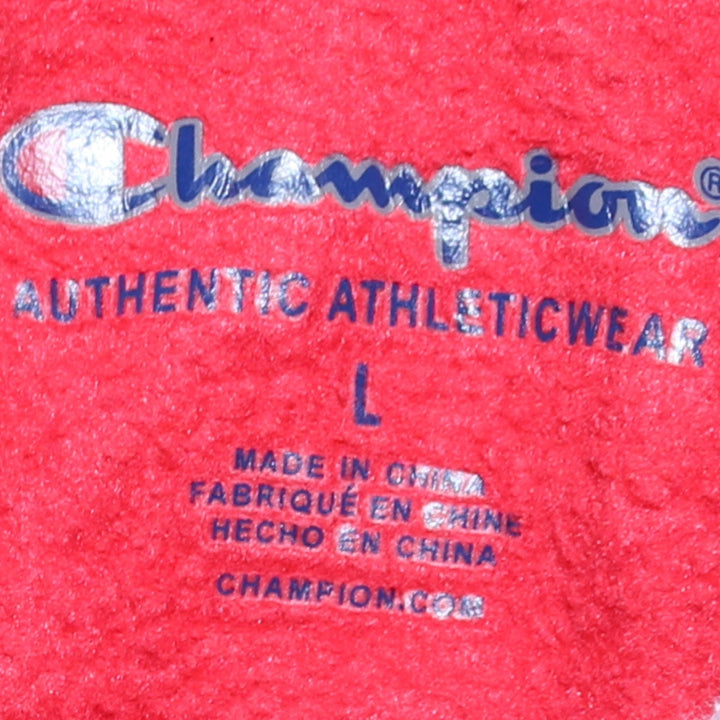 Champion®
AUTHENTIC ATHLETICWEAR
L
MADE IN CHINA
FABRIQUÉ EN CHINE
HECHO EN CHINA
CHAMPION.COM